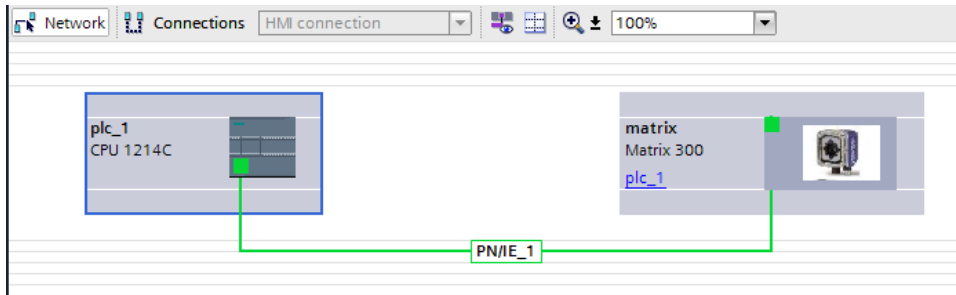 Network Connections HMI connection 100%
plc_1
CPU 1214C
matrix
Matrix 300
plc_1
PN/IE_1